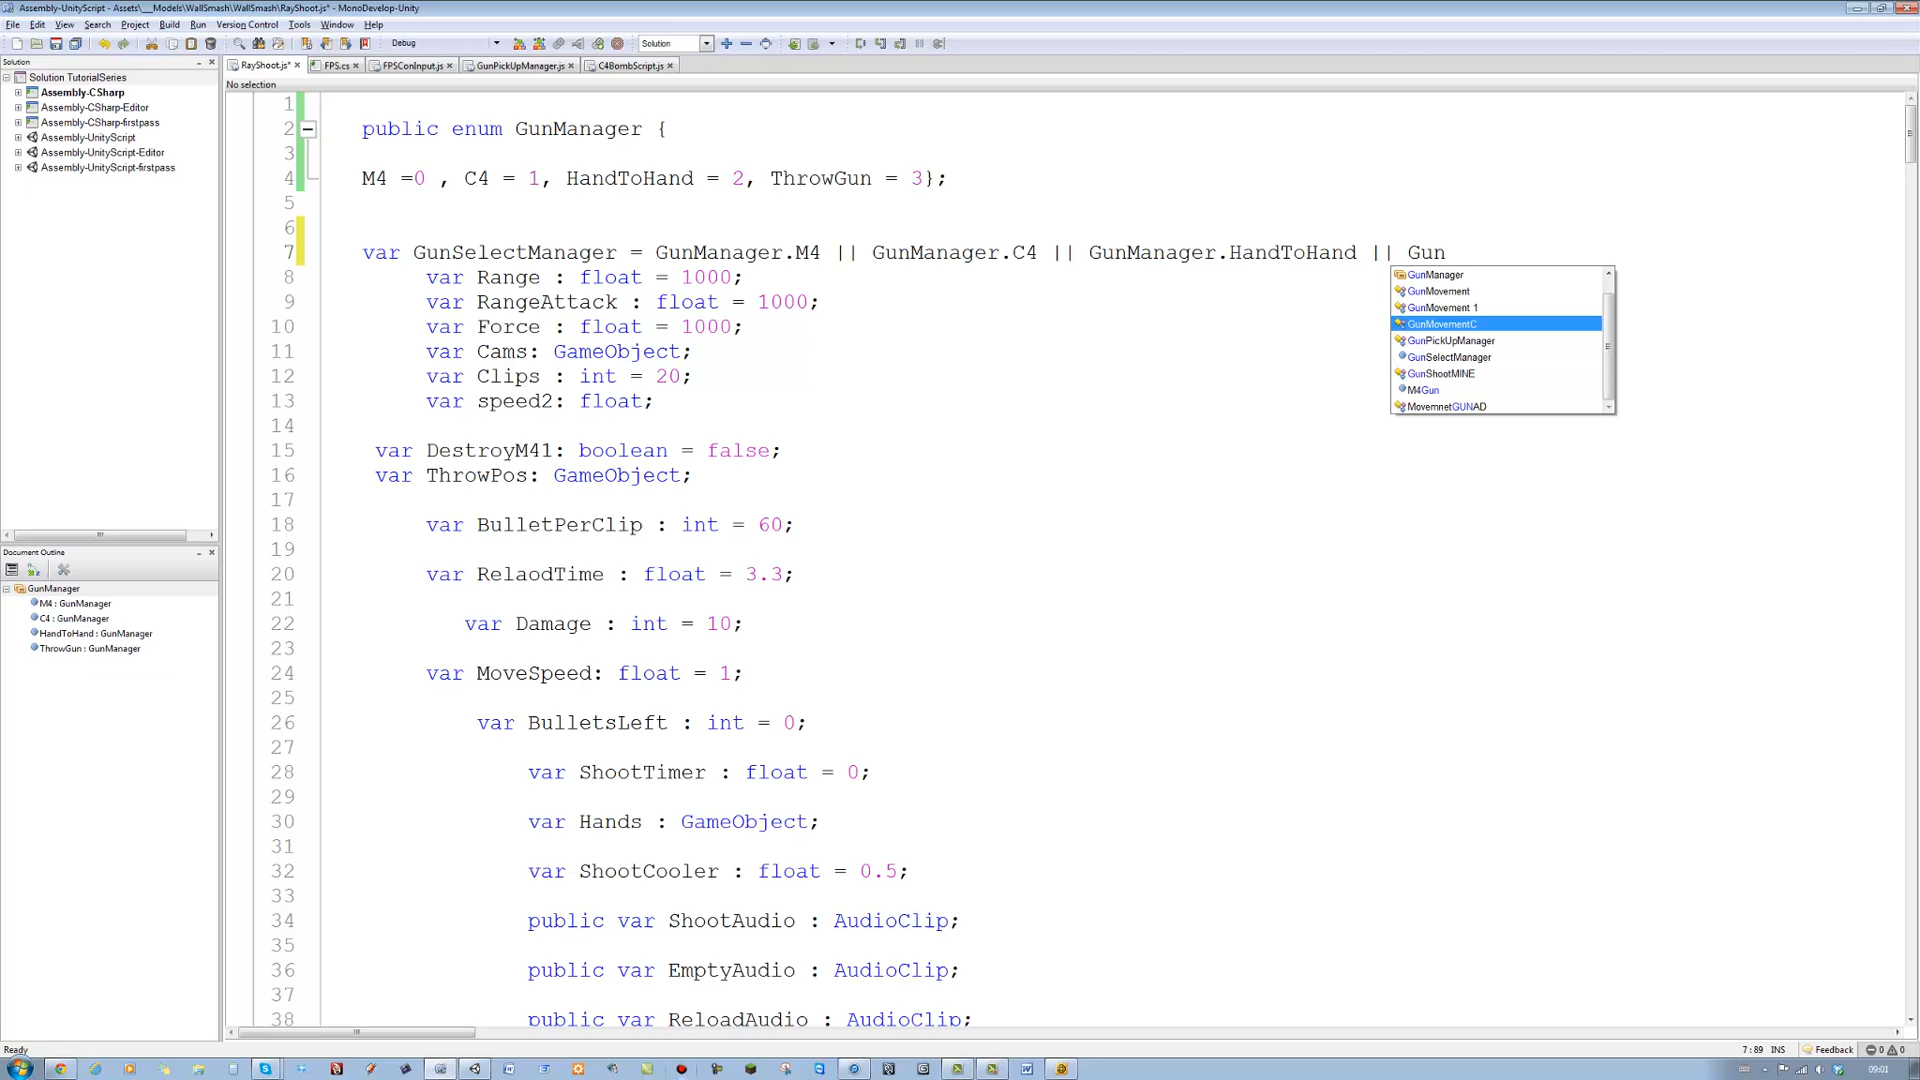 Assembly-UnityScript - Assets\__Models\WallSmash\WallSmash\RayShoot.js* - MonoDevelop-Unity
File Edit View Search Project Build Run Version Control Tools Window Help
Debug
Solution
Solution
RayShoot.js* × FPS.cs × FPSConInput.js × GunPickUpManager.js × C4BombScript.js ×
Solution TutorialSeries
Assembly-CSharp
Assembly-CSharp-Editor
Assembly-CSharp-firstpass
Assembly-UnityScript
Assembly-UnityScript-Editor
Assembly-UnityScript-firstpass
Document Outline
GunManager
M4 : GunManager
C4 : GunManager
HandToHand : GunManager
ThrowGun : GunManager
No selection
1
2 public enum GunManager {
3
4 M4 =0 , C4 = 1, HandToHand = 2, ThrowGun = 3};
5
6
7 var GunSelectManager = GunManager.M4 || GunManager.C4 || GunManager.HandToHand || Gun
8 var Range : float = 1000;
9 var RangeAttack : float = 1000;
10 var Force : float = 1000;
11 var Cams: GameObject;
12 var Clips : int = 20;
13 var speed2: float;
14
15 var DestroyM41: boolean = false;
16 var ThrowPos: GameObject;
17
18 var BulletPerClip : int = 60;
19
20 var RelaodTime : float = 3.3;
21
22 var Damage : int = 10;
23
24 var MoveSpeed: float = 1;
25
26 var BulletsLeft : int = 0;
27
28 var ShootTimer : float = 0;
29
30 var Hands : GameObject;
31
32 var ShootCooler : float = 0.5;
33
34 public var ShootAudio : AudioClip;
35
36 public var EmptyAudio : AudioClip;
37
38 public var ReloadAudio : AudioClip;
GunManager
GunMovement
GunMovement 1
GunMovementC
GunPickUpManager
GunSelectManager
GunShootMINE
M4Gun
MovemnetGUNAD
Ready
7 : 89 INS
Feedback
0 0
09:01